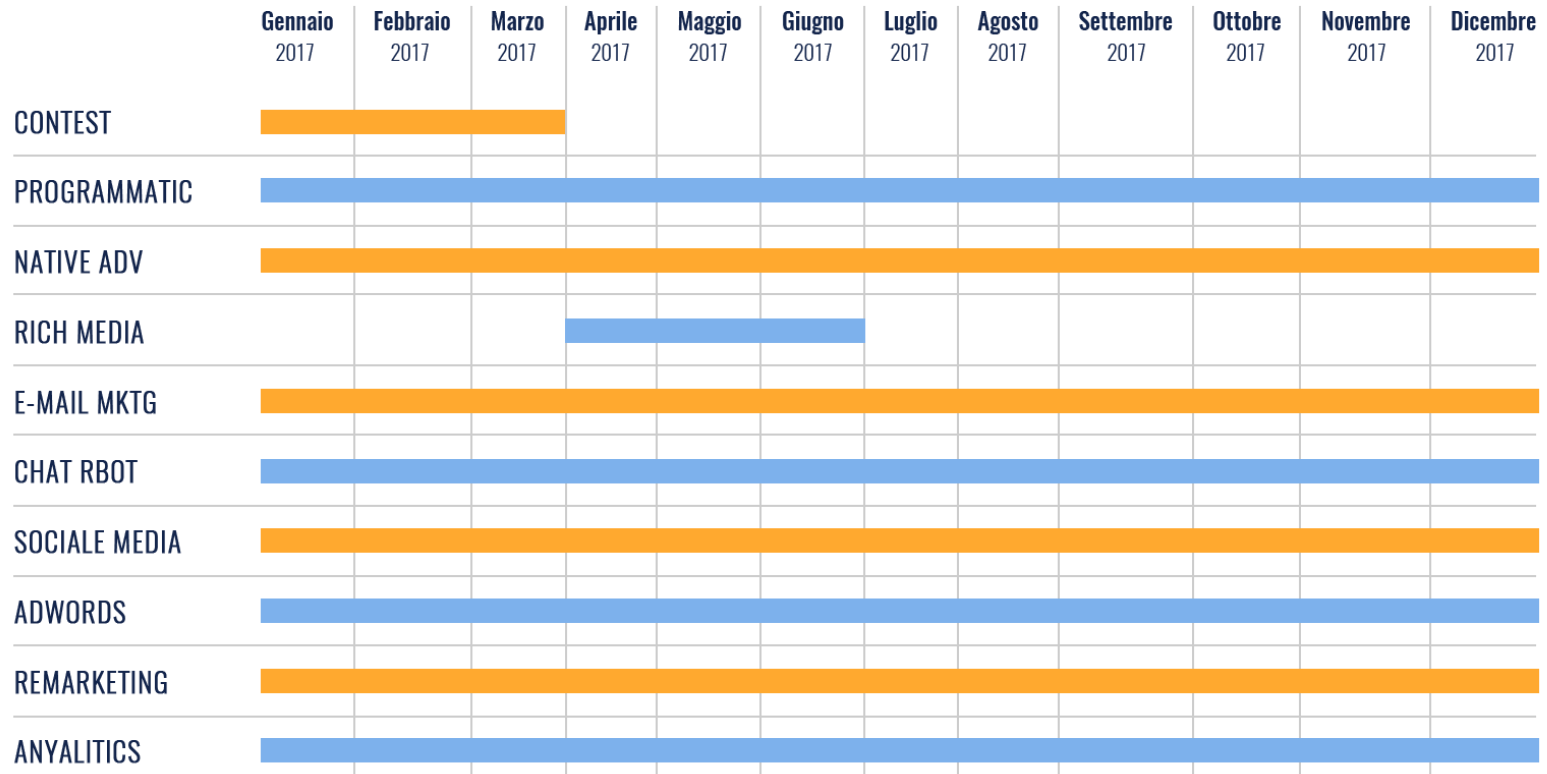 Gennaio Febbraio Marzo Aprile Maggio Giugno Luglio Agosto Settembre Ottobre Novembre Dicembre
2017 2017 2017 2017 2017 2017 2017 2017 2017 2017 2017 2017
CONTEST
PROGRAMMATIC
NATIVE ADV
RICH MEDIA
E-MAIL MKTG
CHAT RBOT
SOCIALE MEDIA
ADWORDS
REMARKETING
ANYALITICS